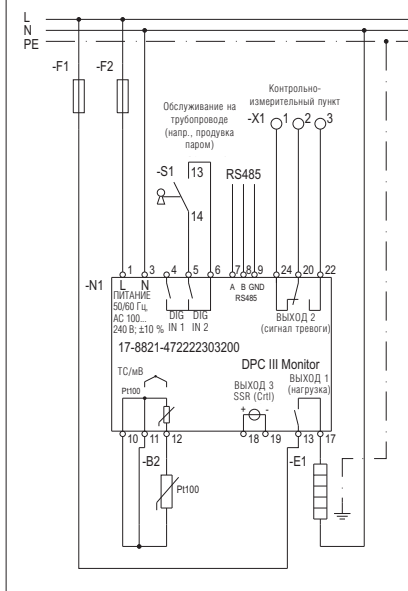 L
N
PE
-F1
-F2
Обслуживание на
трубопроводе
(напр., продувка
паром)
Контрольно-
измерительный пункт
-X1 1 2 3
-S1 13
14
RS485
1 3 4 5 6 7 8 9 24 20 22
-N1
L N
A B GND
RS485
ПИТАНИЕ
50/60 Гц,
AC 100...
240 В; ±10 %
DIG
IN 1
DIG
IN 2
ВЫХОД 2
(сигнал тревоги)
17-8821-472222303200
DPC III Monitor
ТС/мВ
Pt100
ВЫХОД 3
SSR (Crtl)
+ -
ВЫХОД 1
(нагрузка)
10 11 12 18 19 13 17
-B2
-E1
Pt100